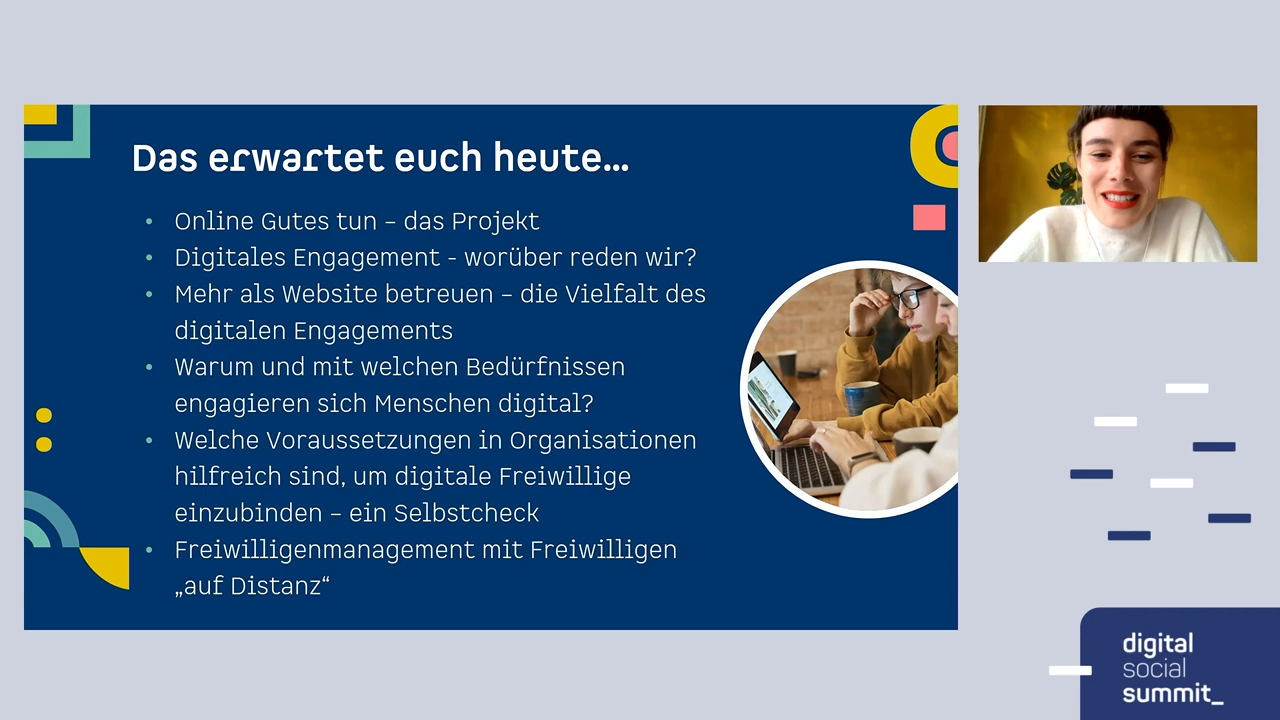 Das erwartet euch heute...
• Online Gutes tun – das Projekt
• Digitales Engagement - worüber reden wir?
• Mehr als Website betreuen – die Vielfalt des
digitalen Engagements
• Warum und mit welchen Bedürfnissen
engagieren sich Menschen digital?
• Welche Voraussetzungen in Organisationen
hilfreich sind, um digitale Freiwillige
einzubinden – ein Selbstcheck
• Freiwilligenmanagement mit Freiwilligen
„auf Distanz“
digital
social
summit_